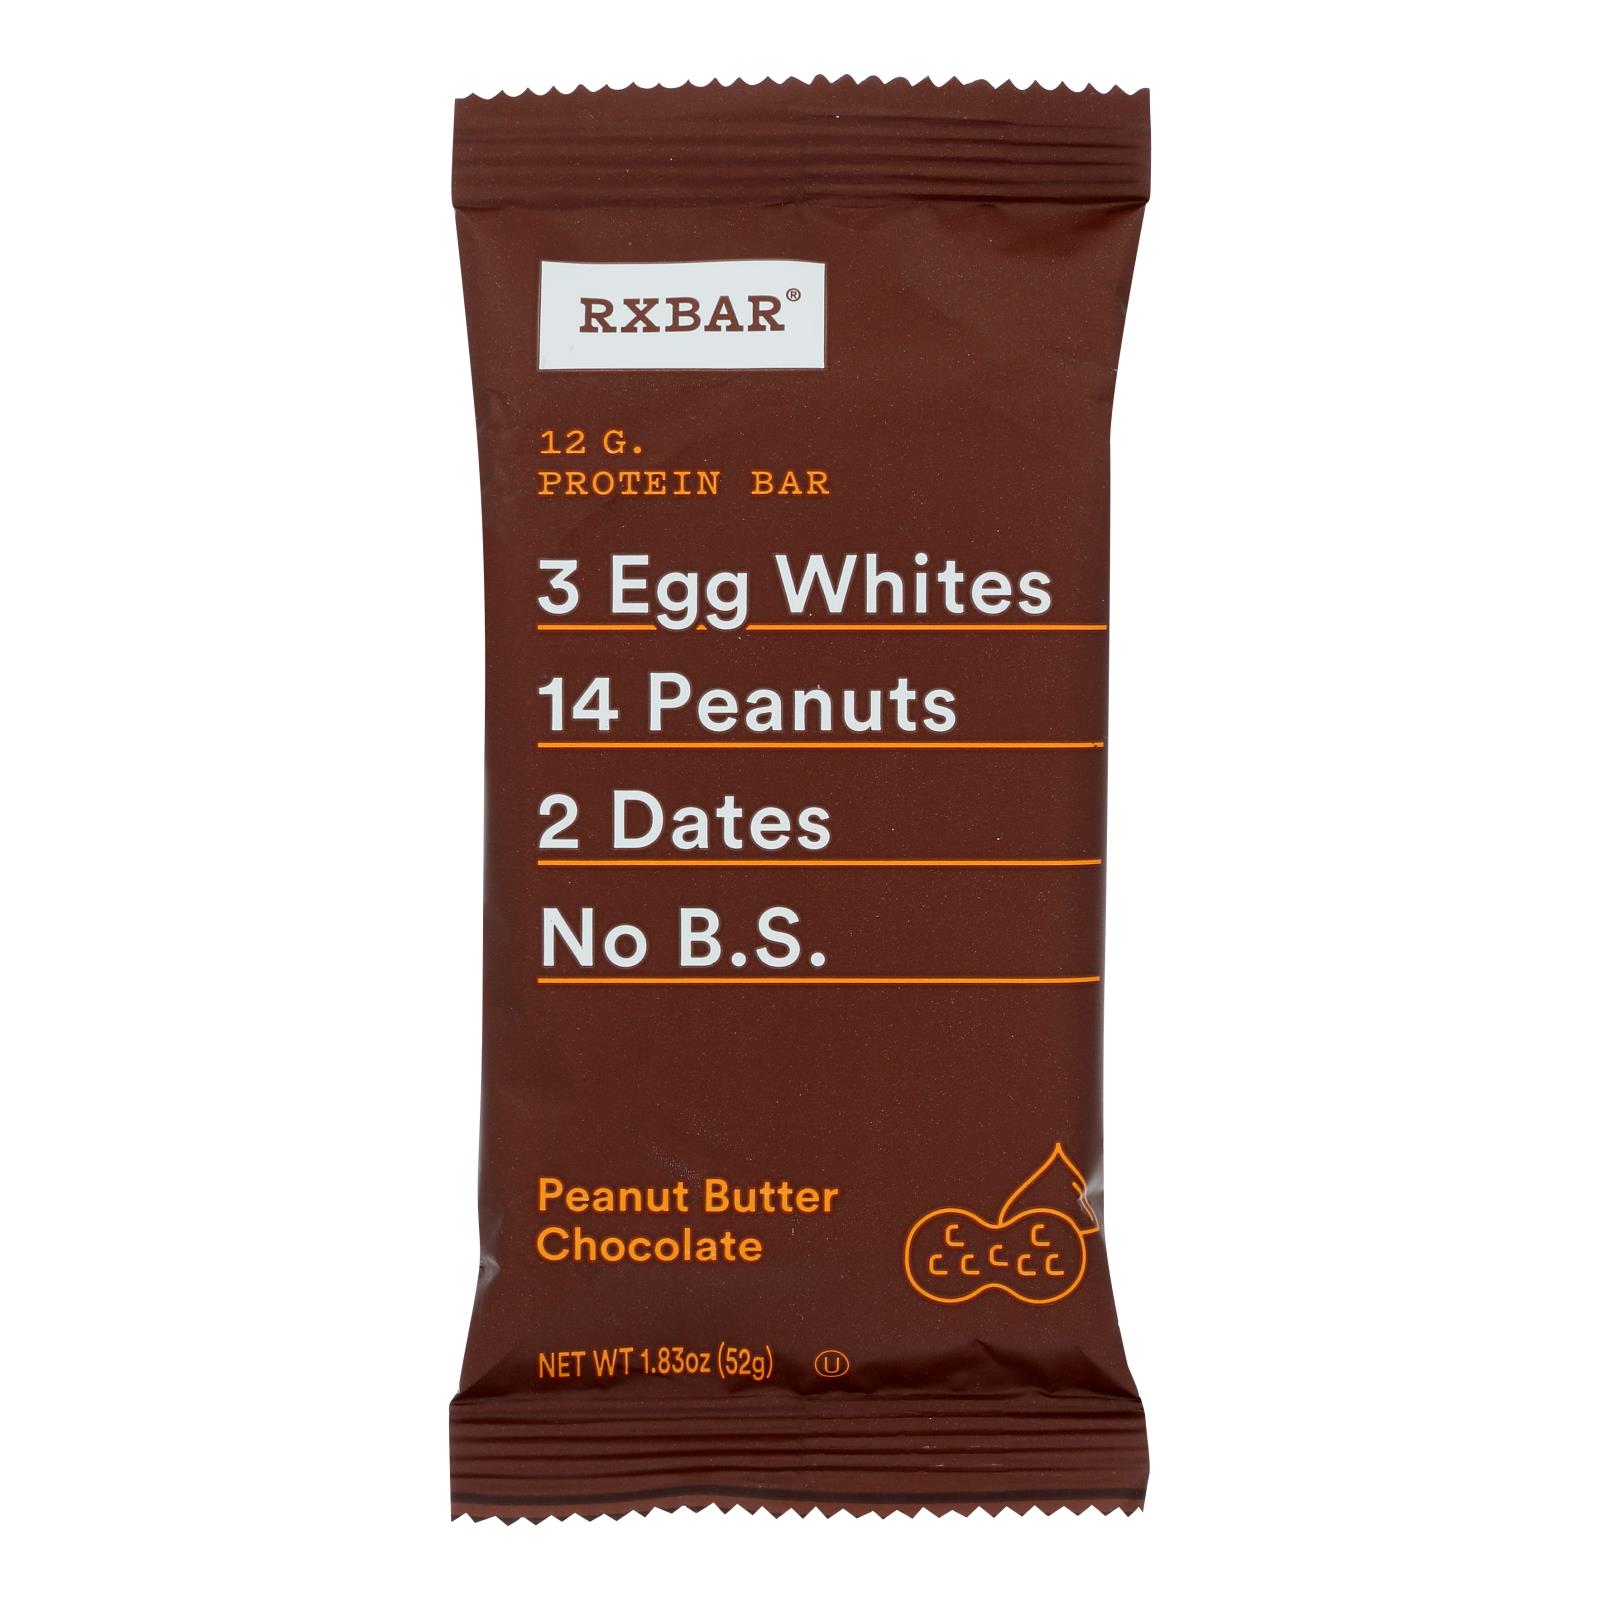 RXBAR®
12 G.
PROTEIN BAR
3 Egg Whites
14 Peanuts
2 Dates
No B.S.
Peanut Butter
Chocolate
NET WT 1.83oz (52g) U